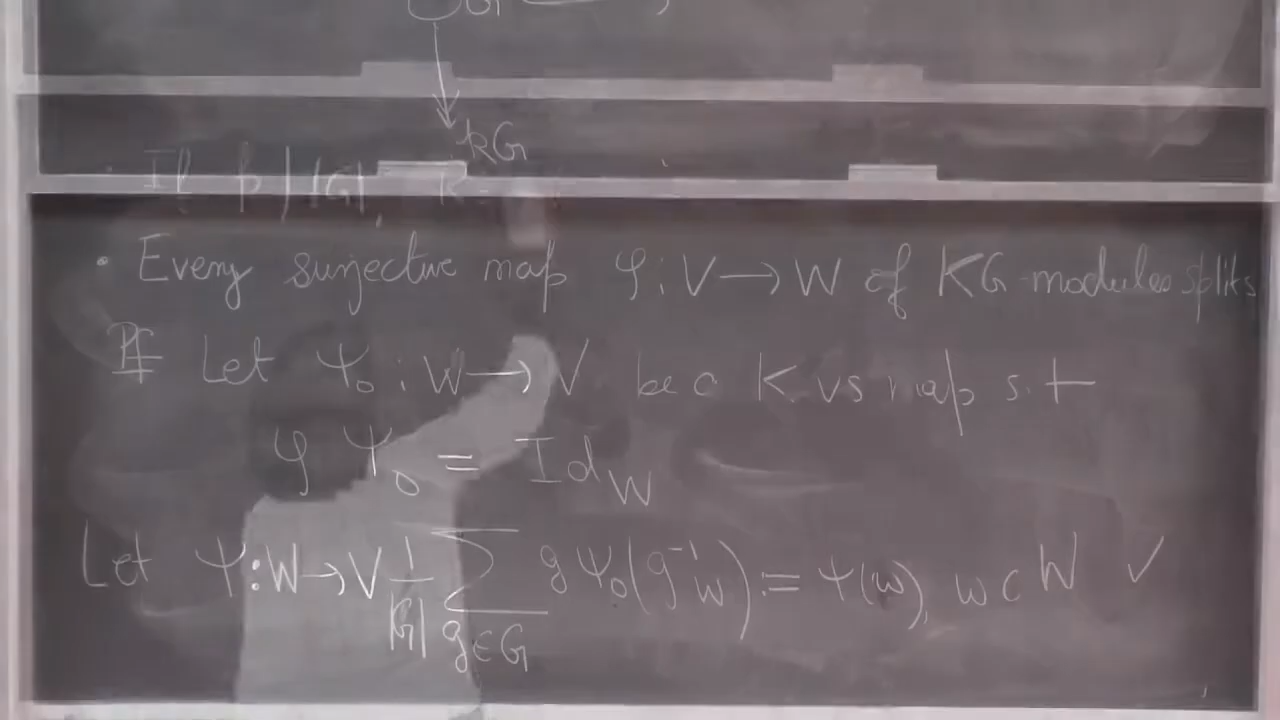 kG
· If p | |G|,
· Every surjective map φ: V → W of KG-modules splits
Pf Let Ψ₀ : W → V be a K vs map s.t
φ Ψ₀ = Id_W
Let Ψ: W → V 1/|G| Σ_{g∈G} g Ψ₀(g⁻¹w) := Ψ(w), w ∈ W ✓